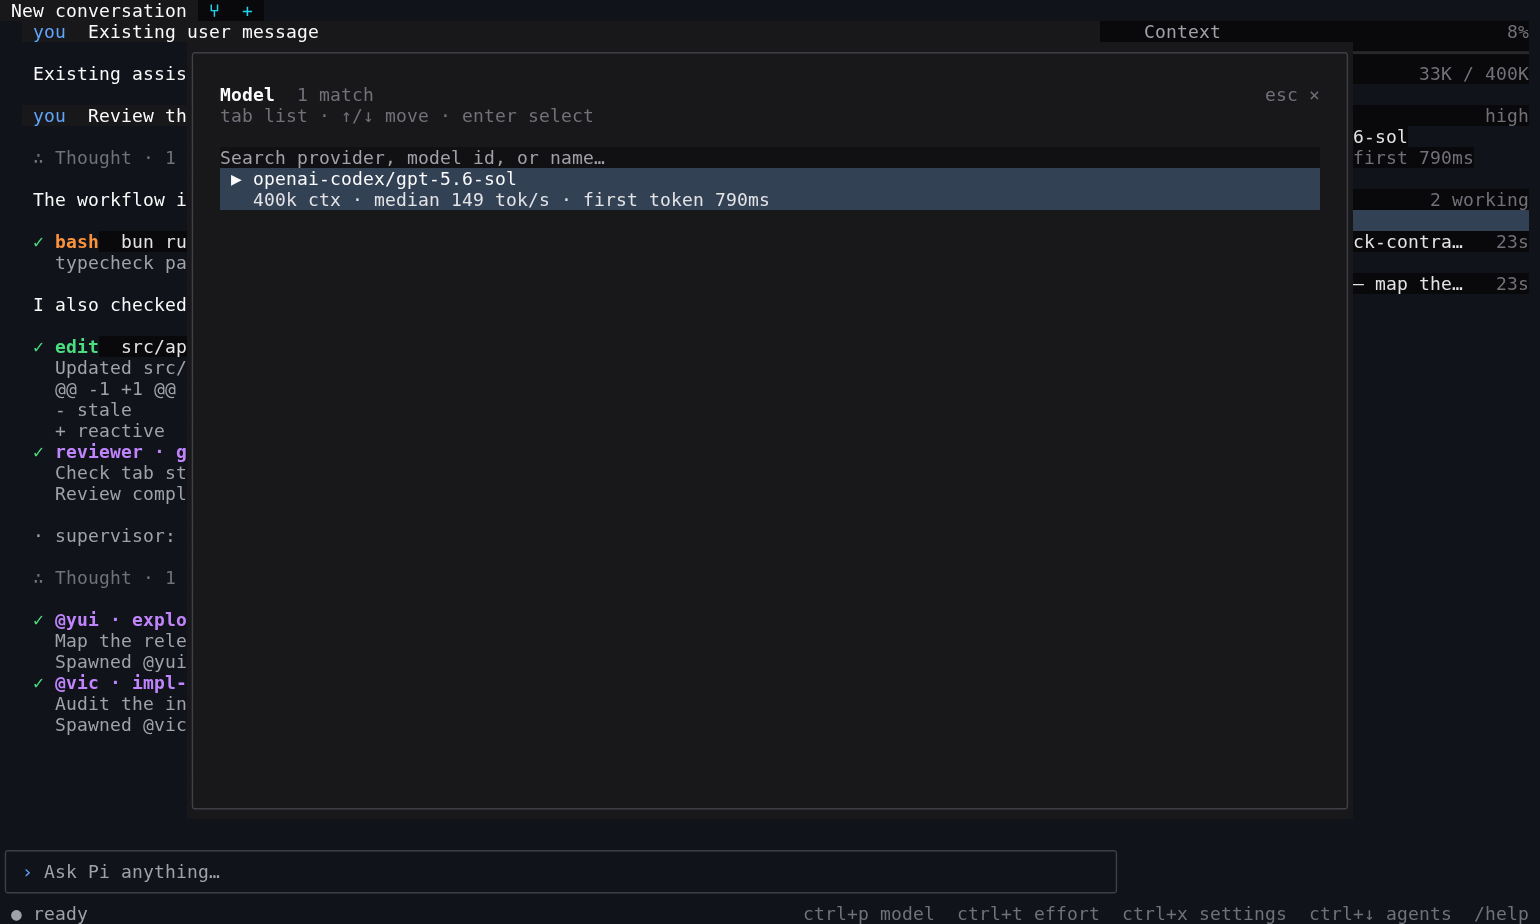 New conversation ⑂ +
you Existing user message
Context 8%
Existing assis
33K / 400K
Model 1 match esc ×
you Review th
tab list · ↑/↓ move · enter select
high
6-sol
∴ Thought · 1
Search provider, model id, or name…
first 790ms
▶ openai-codex/gpt-5.6-sol
The workflow i
400k ctx · median 149 tok/s · first token 790ms
2 working
✓ bash bun ru
ck-contra… 23s
typecheck pa
— map the… 23s
I also checked
✓ edit src/ap
Updated src/
@@ -1 +1 @@
- stale
+ reactive
✓ reviewer · g
Check tab st
Review compl
· supervisor:
∴ Thought · 1
✓ @yui · explo
Map the rele
Spawned @yui
✓ @vic · impl-
Audit the in
Spawned @vic
› Ask Pi anything…
● ready ctrl+p model ctrl+t effort ctrl+x settings ctrl+↓ agents /help